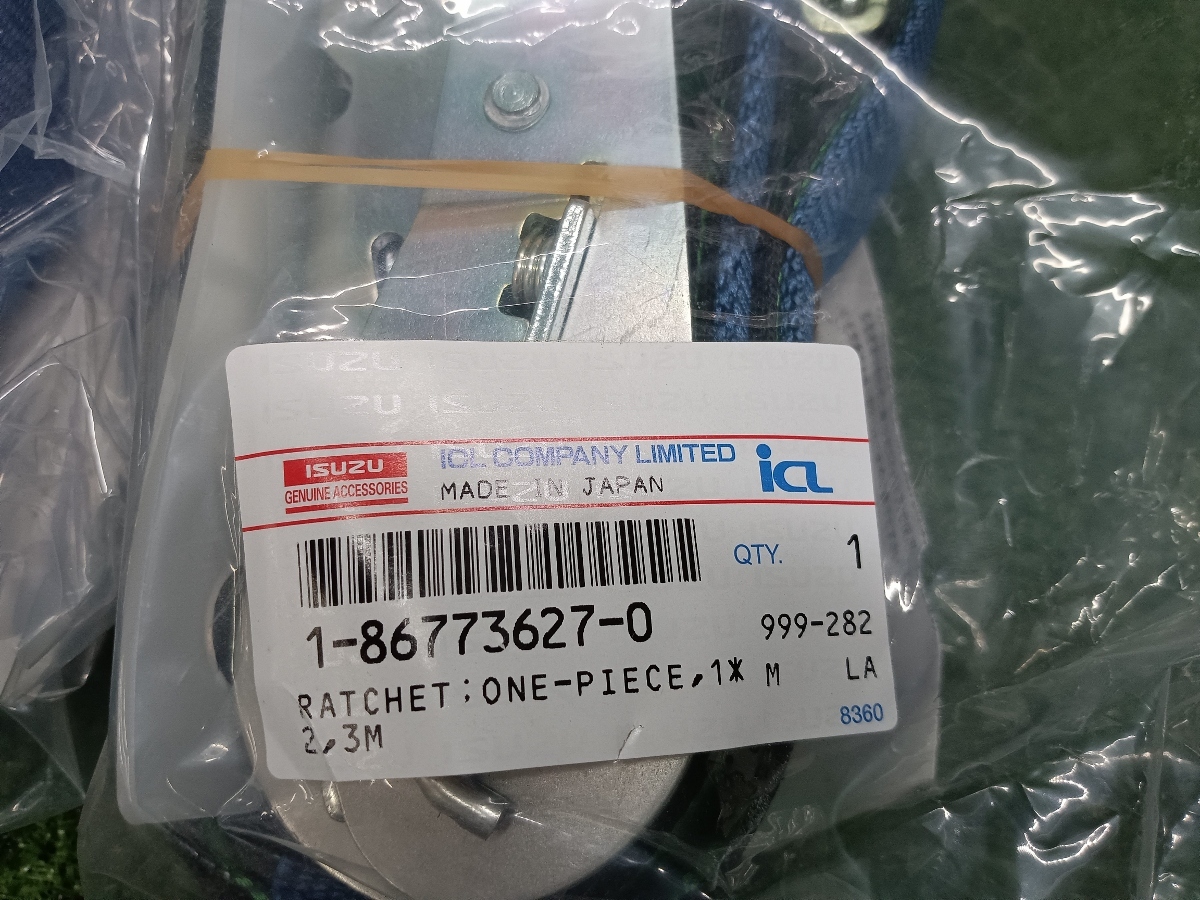 ISUZU
GENUINE ACCESSORIES
ICL COMPANY LIMITED
MADE IN JAPAN
icl
QTY. 1
1-86773627-0
999-282
RATCHET;ONE-PIECE,1* M LA
2,3M
8360